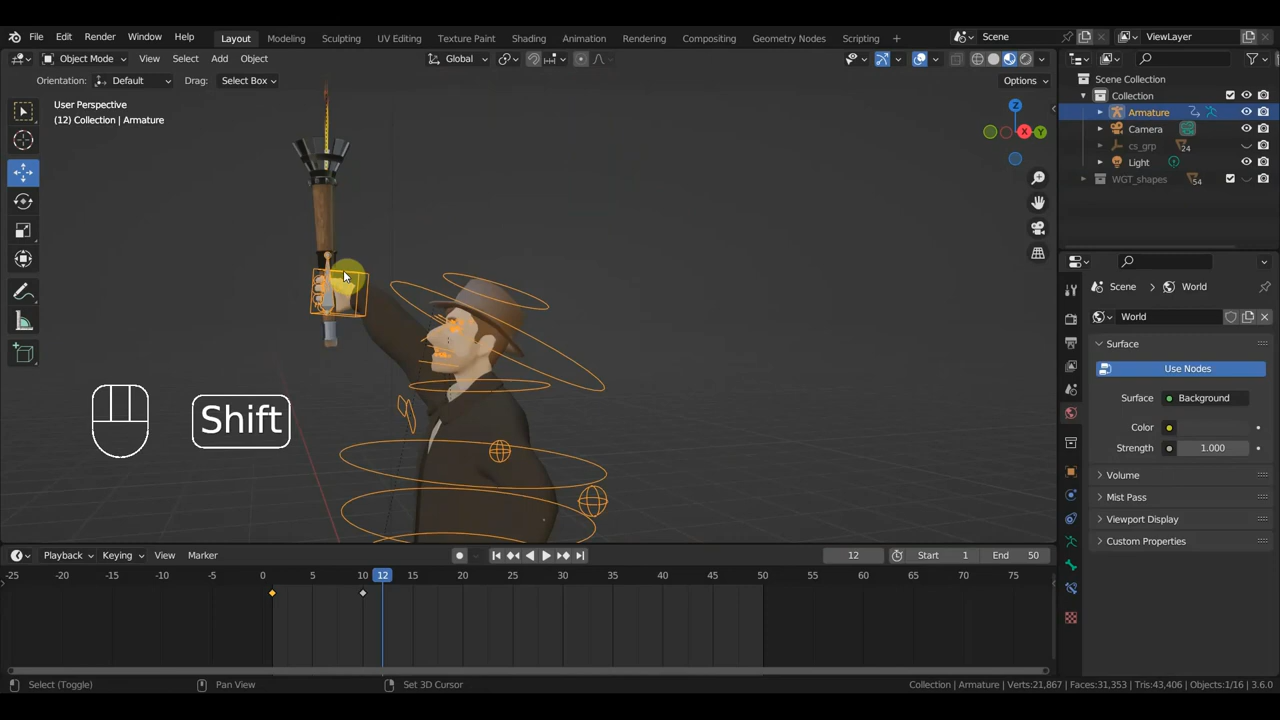 File Edit Render Window Help Layout Modeling Sculpting UV Editing Texture Paint Shading Animation Rendering Compositing Geometry Nodes Scripting + Scene ViewLayer
Object Mode View Select Add Object Global Options
Orientation: Default Drag: Select Box
User Perspective
(12) Collection | Armature
X
Y
Z
Scene Collection
Collection
Armature
Camera
cs_grp 24
Light
WGT_shapes 54
Scene > World
World
Surface
Use Nodes
Surface Background
Color
Strength 1.000
Volume
Mist Pass
Viewport Display
Custom Properties
Shift
Playback Keying View Marker 12 Start 1 End 50
-25 -20 -15 -10 -5 0 5 10 12 15 20 25 30 35 40 45 50 55 60 65 70 75
Select (Toggle) Pan View Set 3D Cursor Collection | Armature Verts:21,867 | Faces:31,353 | Tris:43,406 | Objects:1/16 | 3.6.0